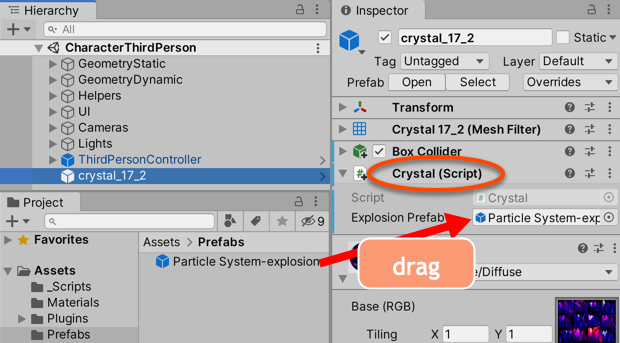 Hierarchy
All
CharacterThirdPerson
GeometryStatic
GeometryDynamic
Helpers
UI
Cameras
Lights
ThirdPersonController
crystal_17_2
Project
9
Favorites
Assets
_Scripts
Materials
Plugins
Prefabs
Assets > Prefabs
Particle System-explosion
Inspector
crystal_17_2 Static
Tag Untagged Layer Default
Prefab Open Select Overrides
Transform
Crystal 17_2 (Mesh Filter)
Box Collider
# Crystal (Script)
Script # Crystal
Explosion Prefab Particle System-exp
drag
/Diffuse
Base (RGB)
Tiling X 1 Y 1